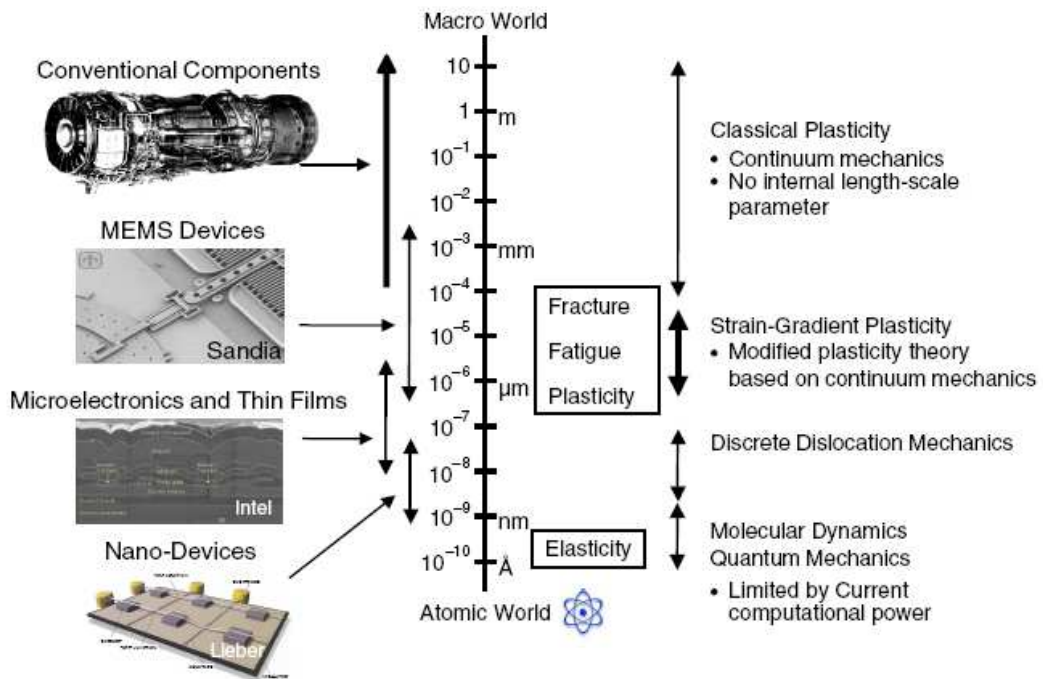 Macro World
Conventional Components
10
1 m
10⁻¹
10⁻²
10⁻³ mm
10⁻⁴
10⁻⁵
10⁻⁶ µm
10⁻⁷
10⁻⁸
10⁻⁹ nm
10⁻¹⁰ Å
Atomic World
MEMS Devices
Sandia
Microelectronics and Thin Films
Intel
Nano-Devices
Lieber
Fracture
Fatigue
Plasticity
Elasticity
Classical Plasticity
• Continuum mechanics
• No internal length-scale
parameter
Strain-Gradient Plasticity
• Modified plasticity theory
based on continuum mechanics
Discrete Dislocation Mechanics
Molecular Dynamics
Quantum Mechanics
• Limited by Current
computational power